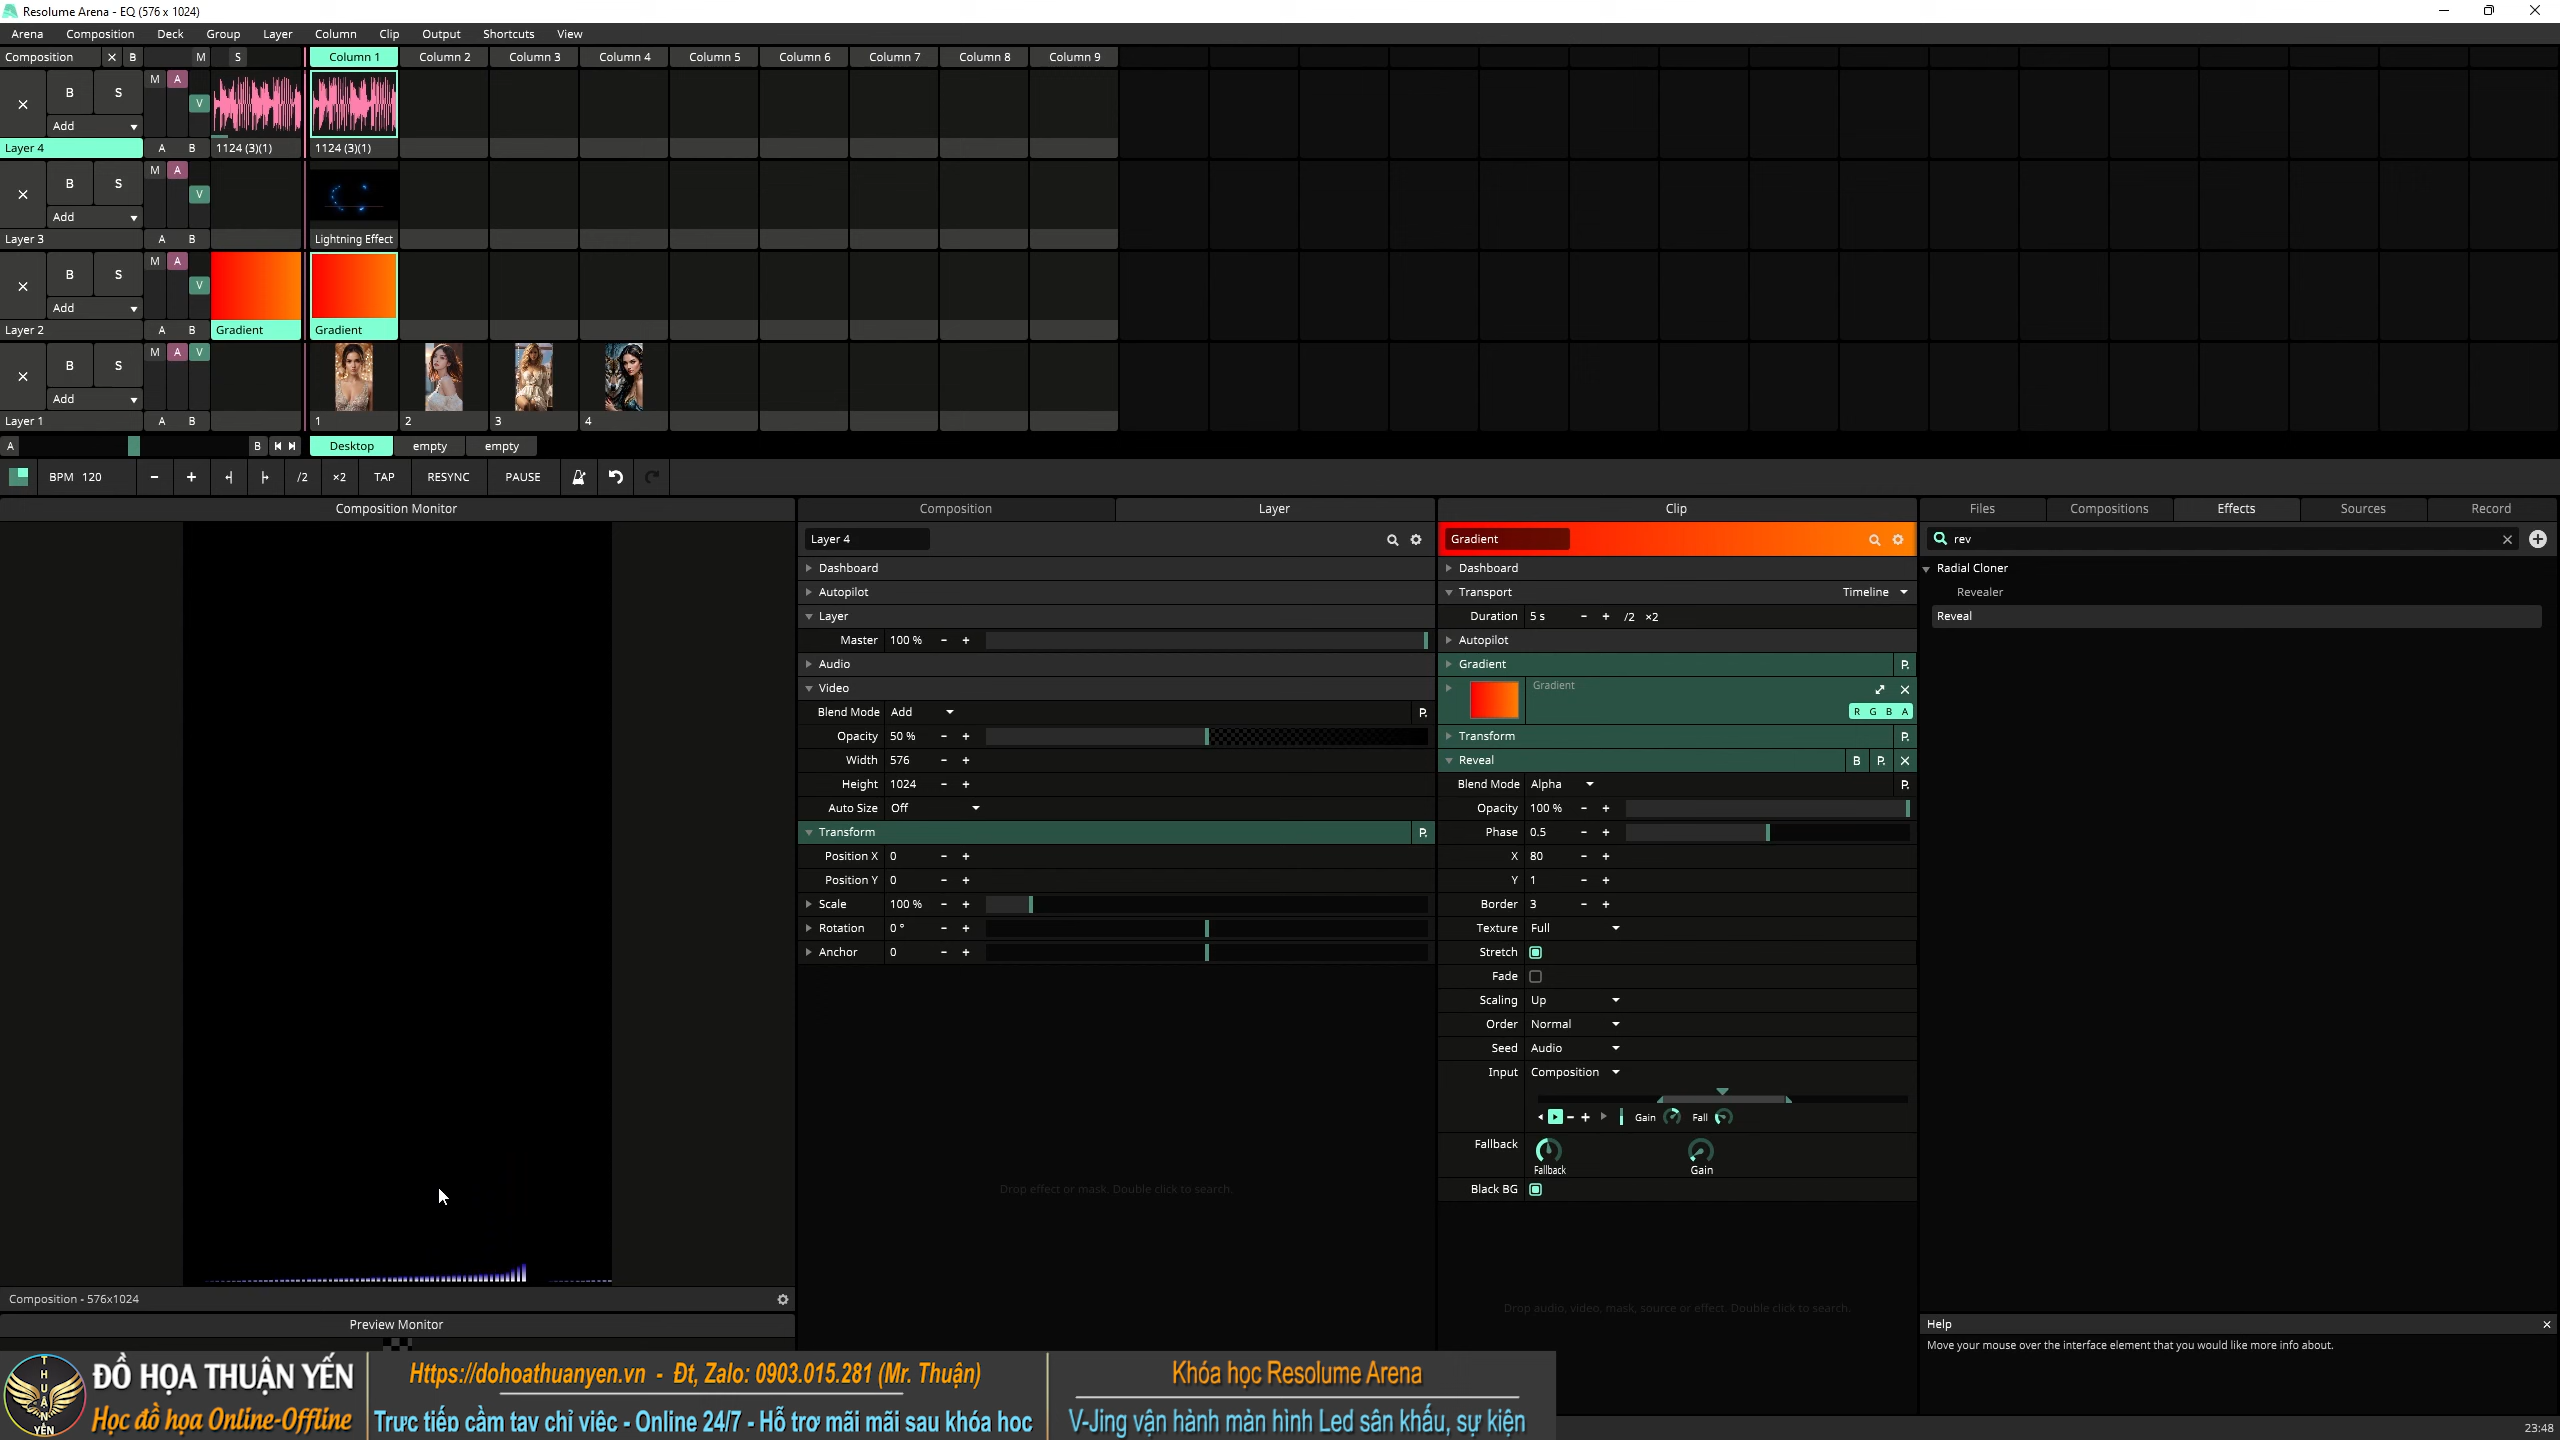 Resolume Arena - EQ (576 x 1024)
Arena Composition Deck Group Layer Column Clip Output Shortcuts View
Composition B M S Column 1 Column 2 Column 3 Column 4 Column 5 Column 6 Column 7 Column 8 Column 9
M A
B S V
Add
Layer 4 A B 1124 (3)(1) 1124 (3)(1)
M A
B S V
Add
Layer 3 A B Lightning Effect
M A
B S V
Add
Layer 2 A B Gradient Gradient
M A V
B S
Add
Layer 1 A B 1 2 3 4
A B Desktop empty empty
BPM 120 - + /2 ×2 TAP RESYNC PAUSE
Composition Monitor
Composition - 576x1024
Preview Monitor
Composition Layer
Layer 4
Dashboard
Autopilot
Layer
Master 100 % - +
Audio
Video
Blend Mode Add P.
Opacity 50 % - +
Width 576 - +
Height 1024 - +
Auto Size Off
Transform P.
Position X 0 - +
Position Y 0 - +
Scale 100 % - +
Rotation 0 ° - +
Anchor 0 - +
Drop effect or mask. Double click to search.
Clip
Gradient
Dashboard
Transport Timeline
Duration 5 s - + /2 ×2
Autopilot
Gradient P.
Gradient
R G B A
Transform P.
Reveal B P.
Blend Mode Alpha P.
Opacity 100 % - +
Phase 0.5 - +
X 80 - +
Y 1 - +
Border 3 - +
Texture Full
Stretch
Fade
Scaling Up
Order Normal
Seed Audio
Input Composition
- + Gain Fall
Fallback
Fallback Gain
Black BG
Drop audio, video, mask, source or effect. Double click to search.
Files Compositions Effects Sources Record
rev
Radial Cloner
Revealer
Reveal
Help
Move your mouse over the interface element that you would like more info about.
23:48
THUẬN
YẾN
ĐỒ HỌA THUẬN YẾN
Học đồ họa Online-Offline
Https://dohoathuanyen.vn - Đt, Zalo: 0903.015.281 (Mr. Thuận)
Trực tiếp cầm tay chỉ việc - Online 24/7 - Hỗ trợ mãi mãi sau khóa học
Khóa học Resolume Arena
V-Jing vận hành màn hình Led sân khấu, sự kiện